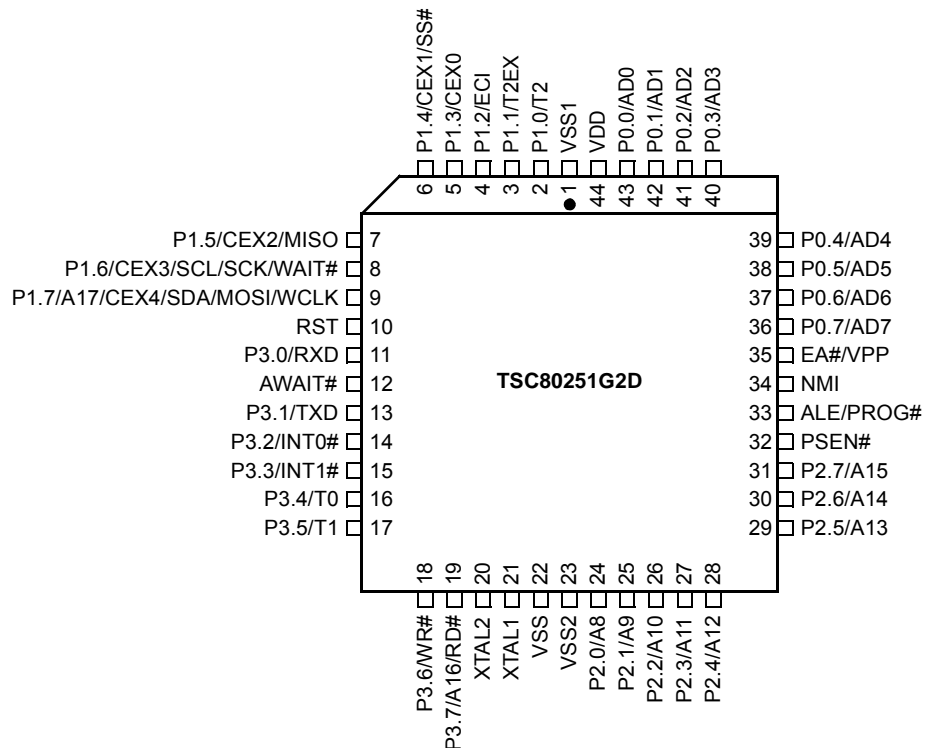 P1.4/CEX1/SS#
P1.3/CEX0
P1.2/ECI
P1.1/T2EX
P1.0/T2
VSS1
VDD
P0.0/AD0
P0.1/AD1
P0.2/AD2
P0.3/AD3
6 5 4 3 2 1 44 43 42 41 40
P1.5/CEX2/MISO 7
P1.6/CEX3/SCL/SCK/WAIT# 8
P1.7/A17/CEX4/SDA/MOSI/WCLK 9
RST 10
P3.0/RXD 11
AWAIT# 12
P3.1/TXD 13
P3.2/INT0# 14
P3.3/INT1# 15
P3.4/T0 16
P3.5/T1 17
TSC80251G2D
39 P0.4/AD4
38 P0.5/AD5
37 P0.6/AD6
36 P0.7/AD7
35 EA#/VPP
34 NMI
33 ALE/PROG#
32 PSEN#
31 P2.7/A15
30 P2.6/A14
29 P2.5/A13
18 19 20 21 22 23 24 25 26 27 28
P3.6/WR#
P3.7/A16/RD#
XTAL2
XTAL1
VSS
VSS2
P2.0/A8
P2.1/A9
P2.2/A10
P2.3/A11
P2.4/A12